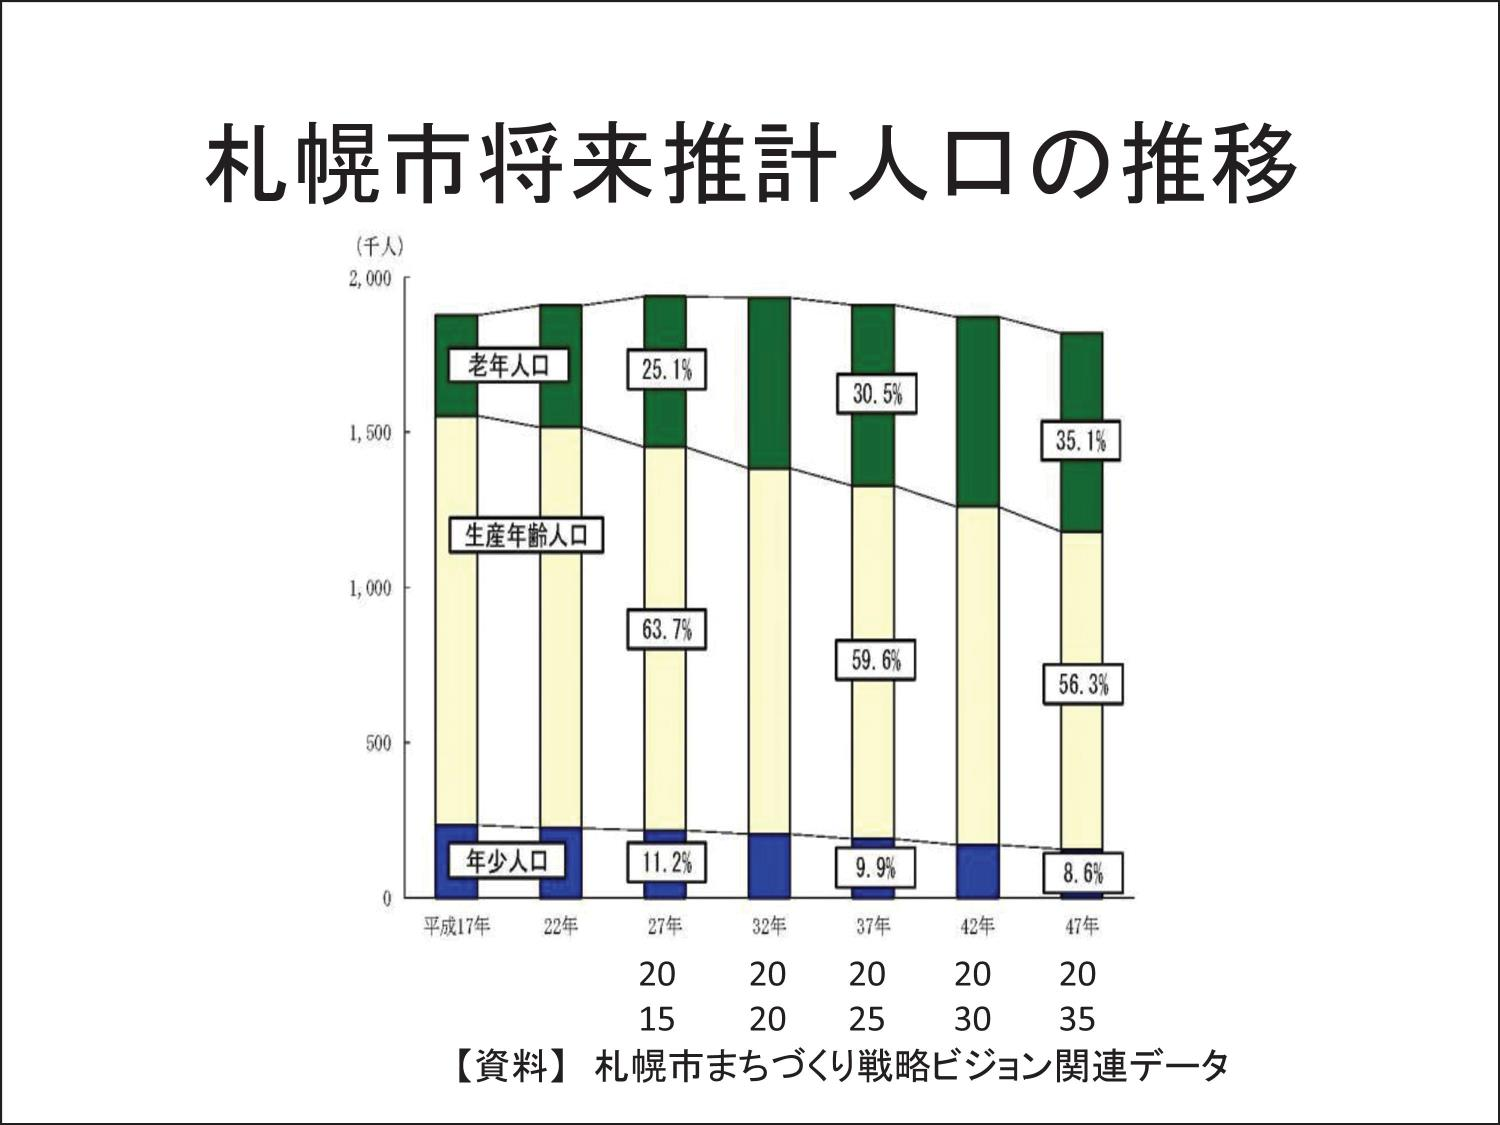 札幌市将来推計人口の推移
(千人)
2,000
1,500
1,000
500
0
老年人口
25.1%
30.5%
35.1%
生産年齢人口
63.7%
59.6%
56.3%
年少人口
11.2%
9.9%
8.6%
平成17年 22年 27年 32年 37年 42年 47年
20 20 20 20 20
15 20 25 30 35
【資料】 札幌市まちづくり戦略ビジョン関連データ